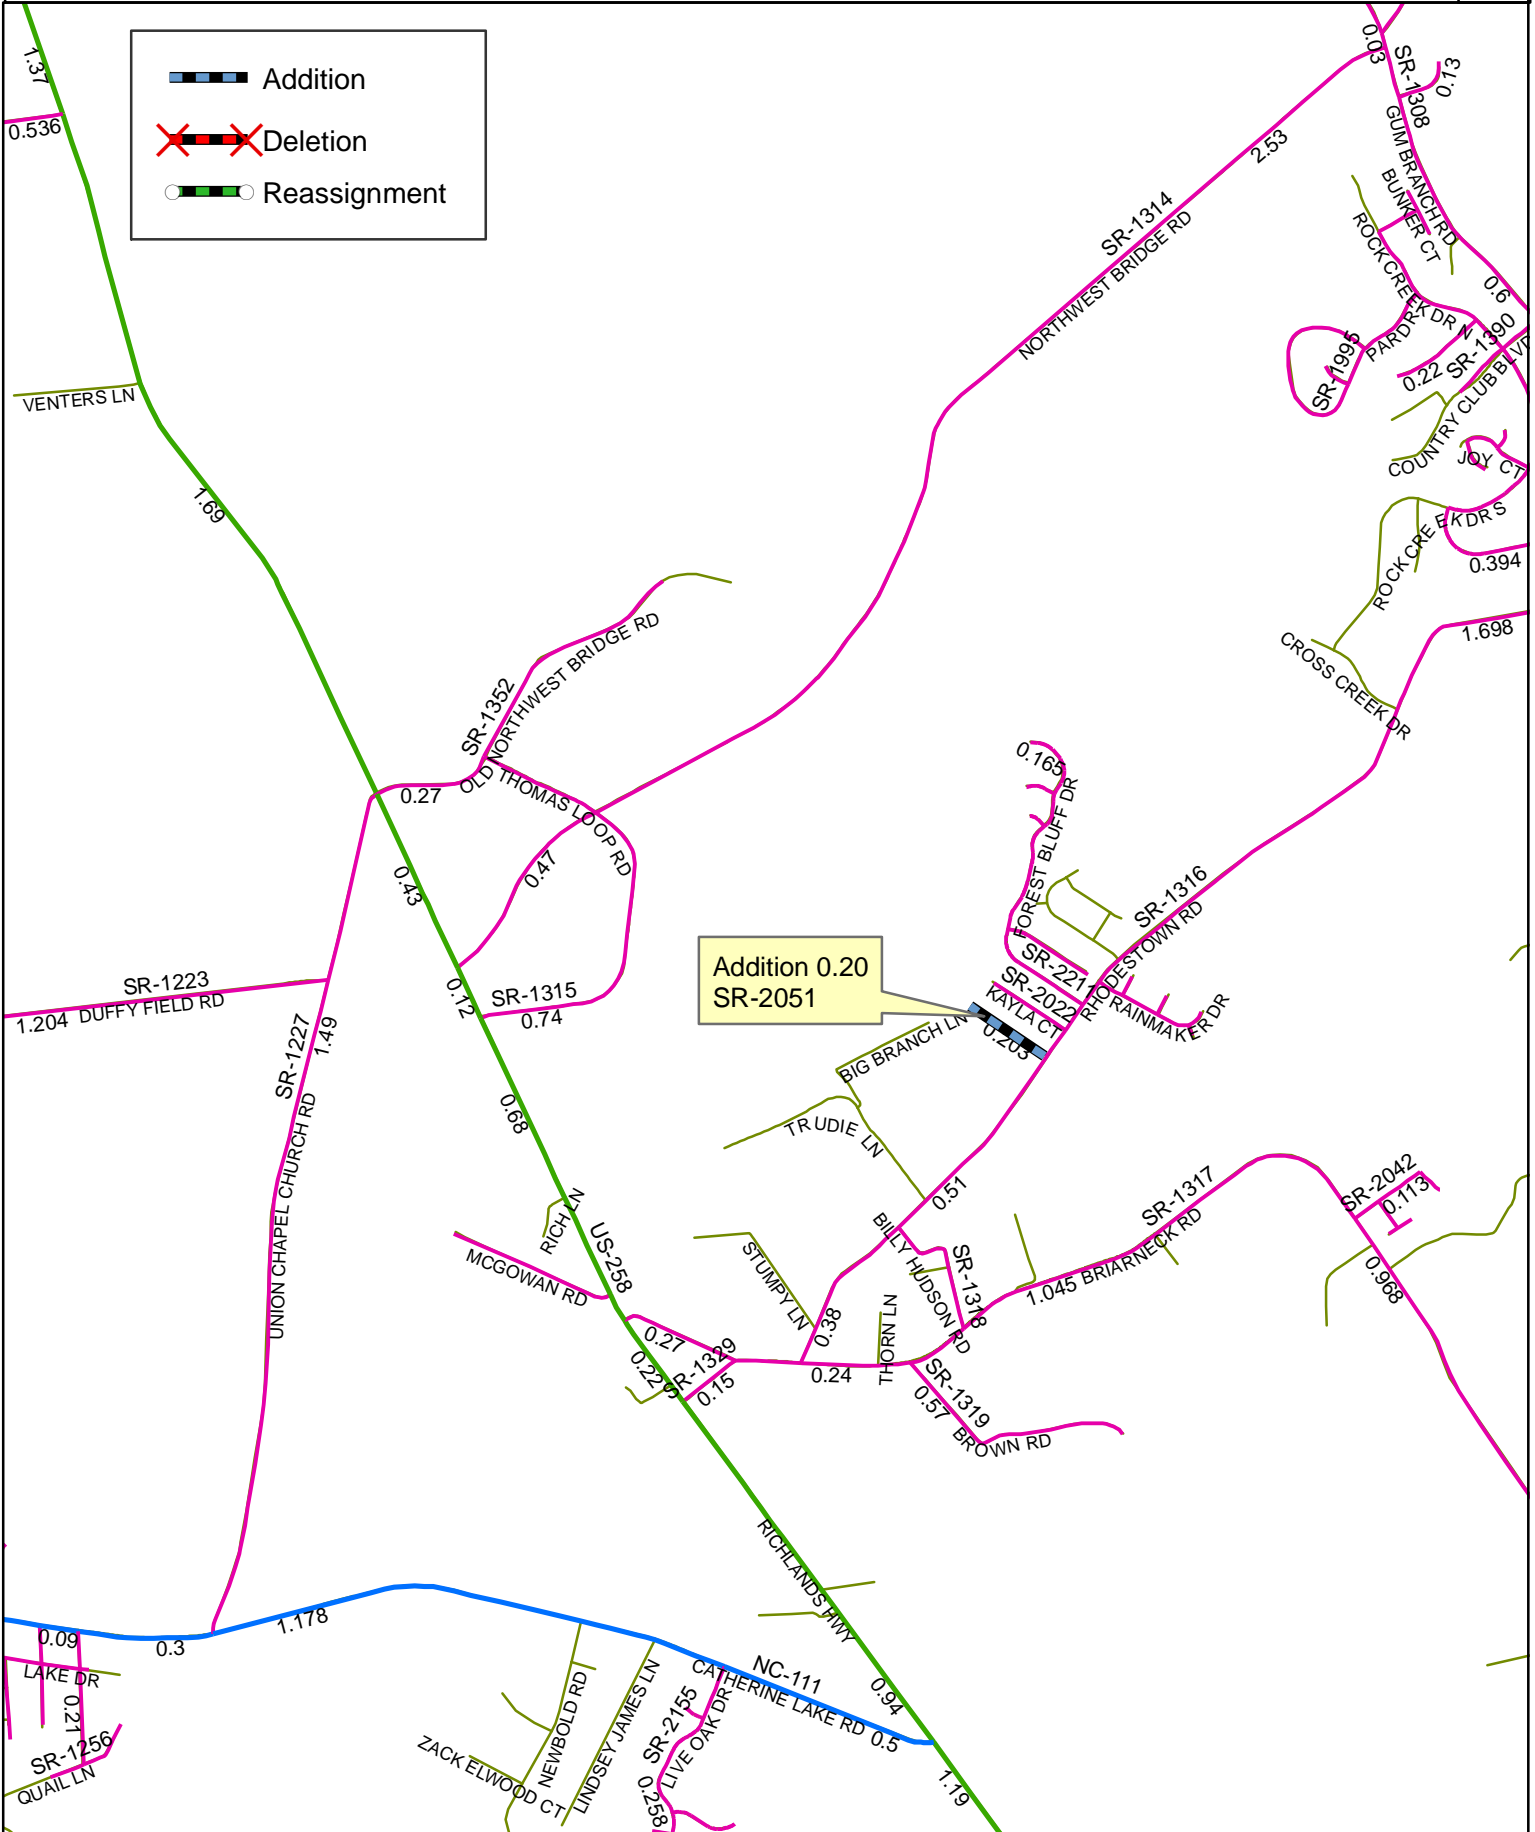 Addition
Deletion
Reassignment
1.37
0.536
0.03
SR-1308
0.13
GUM BRANCH RD
BUNKER CT
2.53
SR-1314
NORTHWEST BRIDGE RD
ROCK CREEK DR N
PAR DR
0.6
SR-1390
0.22
SR-1995
COUNTRY CLUB BLVD
JOY CT
VENTERS LN
1.69
ROCK CREEK DR S
0.394
1.698
CROSS CREEK DR
SR-1352
OLD NORTHWEST BRIDGE RD
0.27
THOMAS LOOP RD
0.47
0.43
0.165
FOREST BLUFF DR
SR-1316
RHODESTOWN RD
SR-2211
SR-2022
KAYLA CT
RAINMAKER DR
Addition 0.20
SR-2051
0.203
BIG BRANCH LN
TRUDIE LN
SR-1223
1.204 DUFFY FIELD RD
0.12
SR-1315
0.74
SR-1227
1.49
UNION CHAPEL CHURCH RD
0.68
RICH LN
US-258
MCGOWAN RD
STUMPY LN
0.51
BILLY HUDSON RD
SR-1318
SR-1317
1.045 BRIARNECK RD
SR-2042
0.113
0.968
0.38
THORN LN
0.27
0.22
SR-1329
0.15
0.24
SR-1319
0.57
BROWN RD
RICHLANDS HWY
1.178
0.3
0.09
LAKE DR
0.21
SR-1256
QUAIL LN
NC-111
CATHERINE LAKE RD 0.5
0.94
1.19
NEWBOLD RD
LINDSEY JAMES LN
ZACK ELWOOD CT
SR-2155
LIVE OAK DR
0.258